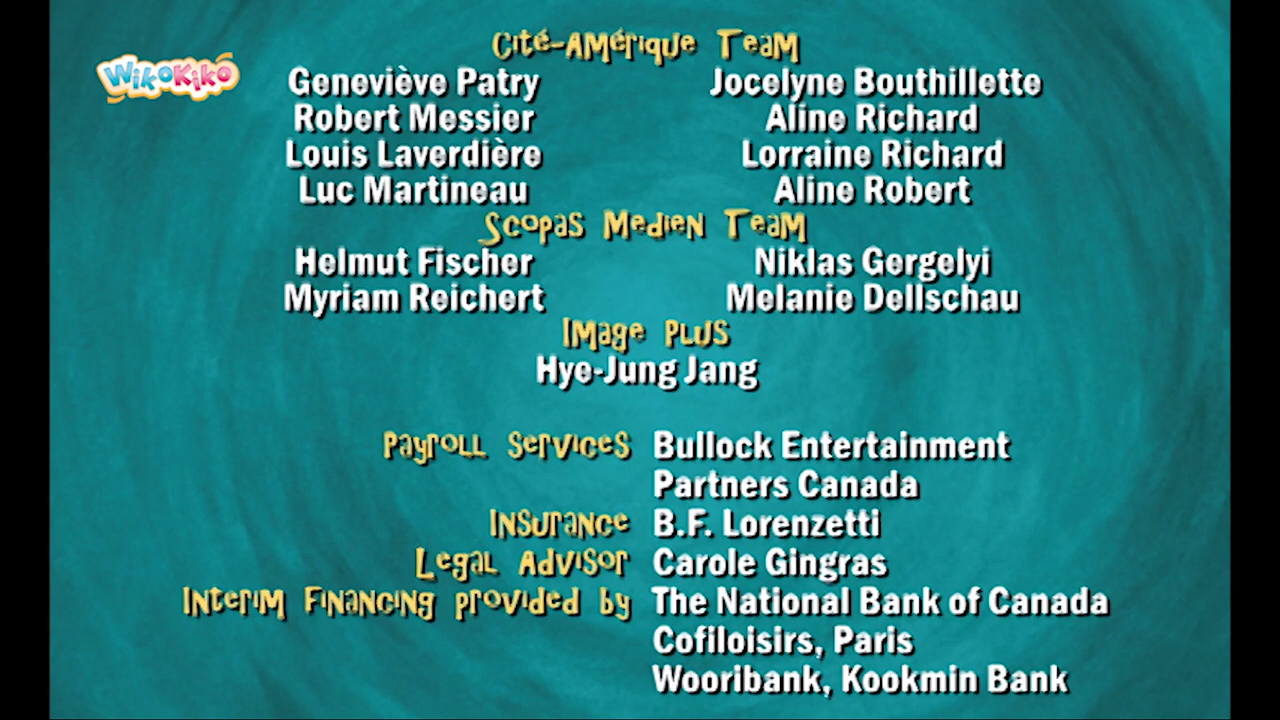 Cité-Amérique Team
WikoKiko
Geneviève Patry Jocelyne Bouthillette
Robert Messier Aline Richard
Louis Laverdière Lorraine Richard
Luc Martineau Aline Robert
Scopas Medien Team
Helmut Fischer Niklas Gergelyi
Myriam Reichert Melanie Dellschau
Image Plus
Hye-Jung Jang
Payroll Services Bullock Entertainment
Partners Canada
Insurance B.F. Lorenzetti
Legal Advisor Carole Gingras
Interim Financing provided by The National Bank of Canada
Cofiloisirs, Paris
Wooribank, Kookmin Bank